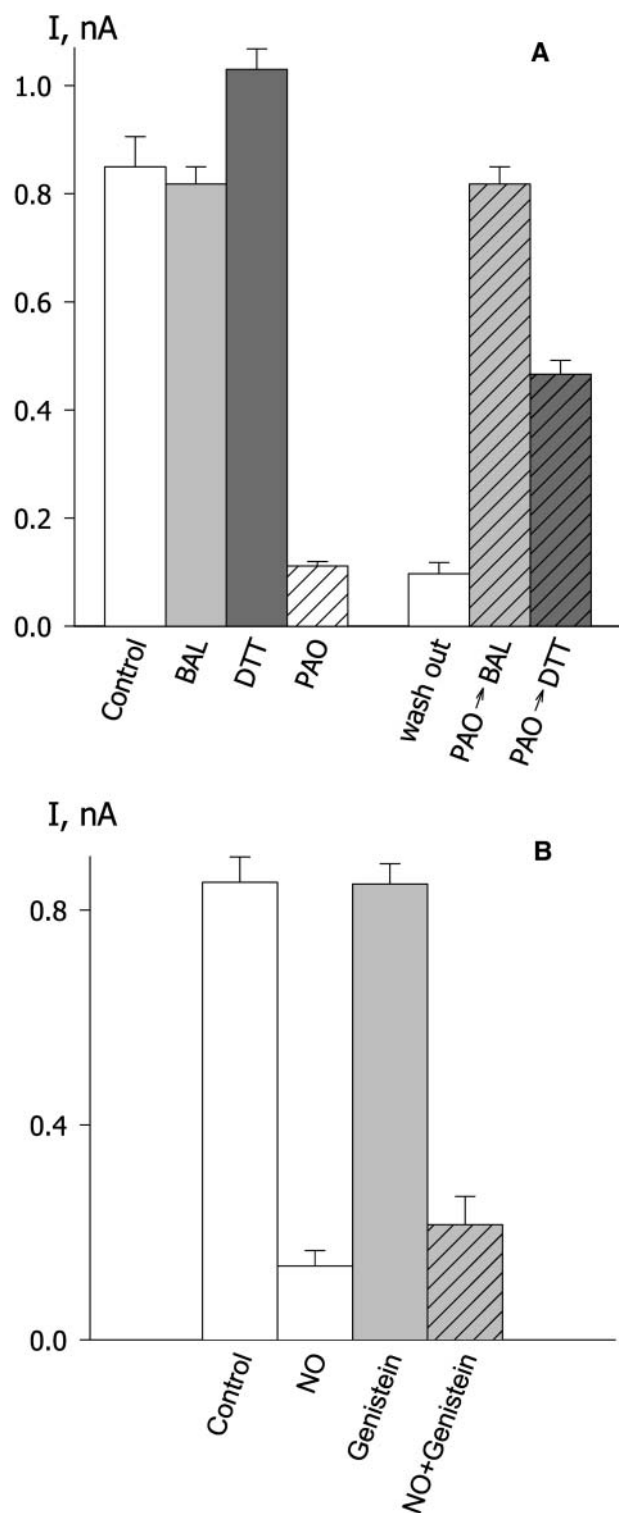 I, nA
A
1.0
0.8
0.6
0.4
0.2
0.0
Control
BAL
DTT
PAO
wash out
PAO → BAL
PAO → DTT
I, nA
B
0.8
0.4
0.0
Control
NO
Genistein
NO+Genistein